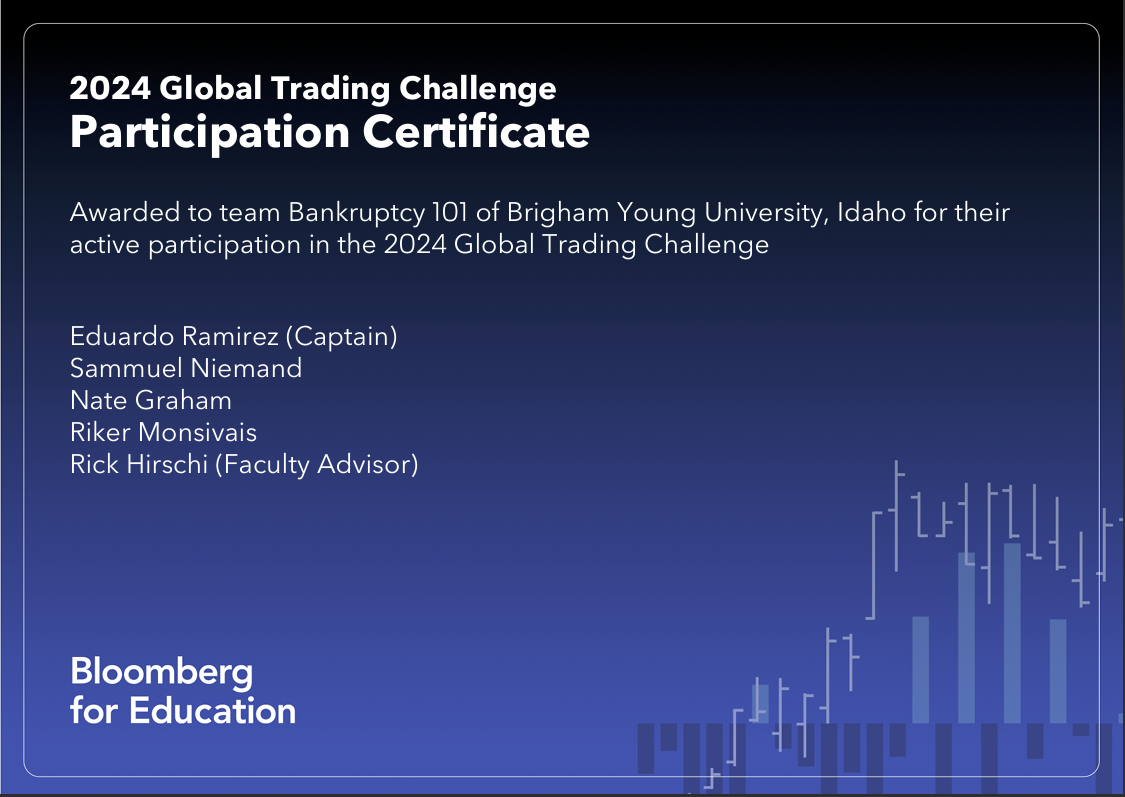 2024 Global Trading Challenge
Participation Certificate
Awarded to team Bankruptcy 101 of Brigham Young University, Idaho for their
active participation in the 2024 Global Trading Challenge
Eduardo Ramirez (Captain)
Sammuel Niemand
Nate Graham
Riker Monsivais
Rick Hirschi (Faculty Advisor)
Bloomberg
for Education